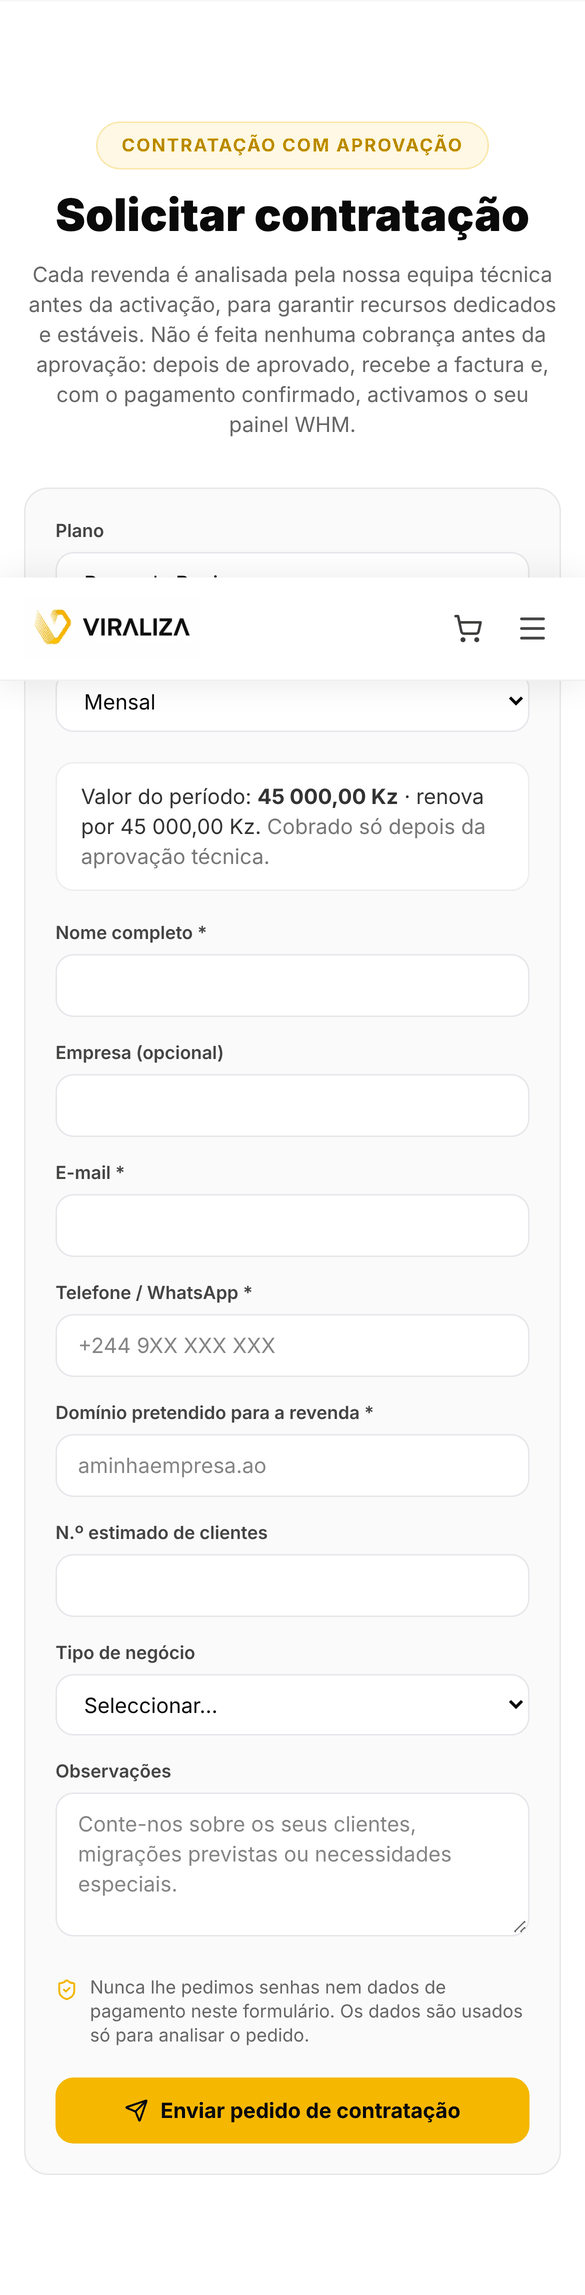 CONTRATAÇÃO COM APROVAÇÃO
Solicitar contratação
Cada revenda é analisada pela nossa equipa técnica
antes da activação, para garantir recursos dedicados
e estáveis. Não é feita nenhuma cobrança antes da
aprovação: depois de aprovado, recebe a factura e,
com o pagamento confirmado, activamos o seu
painel WHM.
Plano
VIRALIZA
Mensal
Valor do período: 45 000,00 Kz · renova
por 45 000,00 Kz. Cobrado só depois da
aprovação técnica.
Nome completo *
Empresa (opcional)
E-mail *
Telefone / WhatsApp *
+244 9XX XXX XXX
Domínio pretendido para a revenda *
aminhaempresa.ao
N.º estimado de clientes
Tipo de negócio
Seleccionar...
Observações
Conte-nos sobre os seus clientes,
migrações previstas ou necessidades
especiais.
Nunca lhe pedimos senhas nem dados de
pagamento neste formulário. Os dados são usados
só para analisar o pedido.
Enviar pedido de contratação